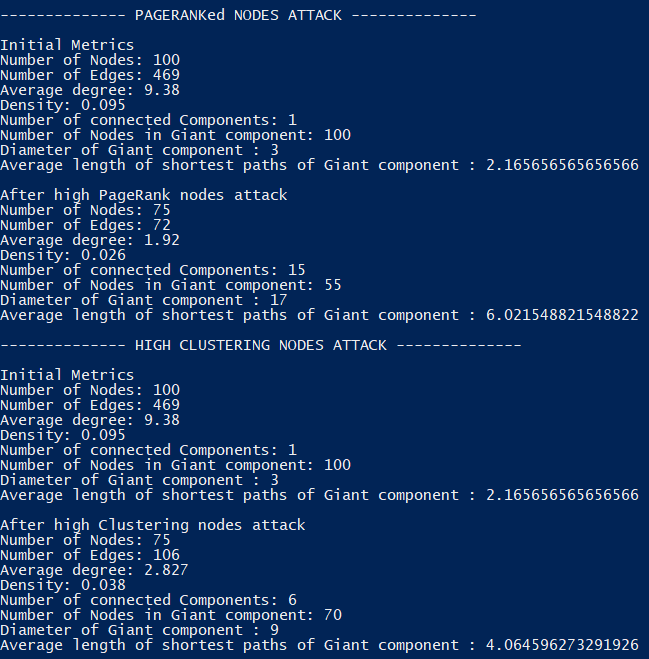 -------------- PAGERANKed NODES ATTACK --------------
Initial Metrics
Number of Nodes: 100
Number of Edges: 469
Average degree: 9.38
Density: 0.095
Number of connected Components: 1
Number of Nodes in Giant component: 100
Diameter of Giant component : 3
Average length of shortest paths of Giant component : 2.165656565656566
After high PageRank nodes attack
Number of Nodes: 75
Number of Edges: 72
Average degree: 1.92
Density: 0.026
Number of connected Components: 15
Number of Nodes in Giant component: 55
Diameter of Giant component : 17
Average length of shortest paths of Giant component : 6.021548821548822
-------------- HIGH CLUSTERING NODES ATTACK --------------
Initial Metrics
Number of Nodes: 100
Number of Edges: 469
Average degree: 9.38
Density: 0.095
Number of connected Components: 1
Number of Nodes in Giant component: 100
Diameter of Giant component : 3
Average length of shortest paths of Giant component : 2.165656565656566
After high Clustering nodes attack
Number of Nodes: 75
Number of Edges: 106
Average degree: 2.827
Density: 0.038
Number of connected Components: 6
Number of Nodes in Giant component: 70
Diameter of Giant component : 9
Average length of shortest paths of Giant component : 4.064596273291926